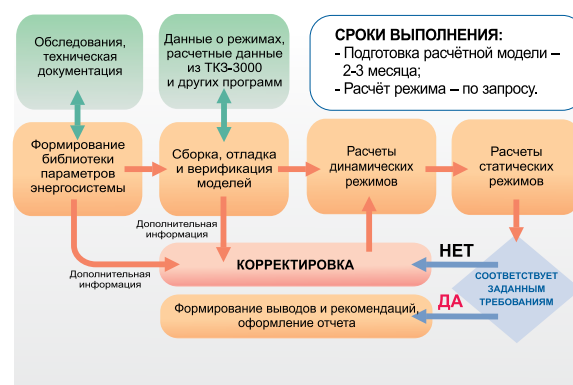 Обследования,
техническая
документация
Данные о режимах,
расчетные данные
из ТКЗ-3000
и других программ
СРОКИ ВЫПОЛНЕНИЯ:
- Подготовка расчётной модели –
2-3 месяца;
- Расчёт режима – по запросу.
Формирование
библиотеки
параметров
энергосистемы
Сборка, отладка
и верификация
моделей
Расчеты
динамических
режимов
Расчеты
статических
режимов
Дополнительная
информация
Дополнительная
информация
КОРРЕКТИРОВКА
НЕТ
СООТВЕТСТВУЕТ
ЗАДАННЫМ
ТРЕБОВАНИЯМ
ДА
Формирование выводов и рекомендаций,
оформление отчета